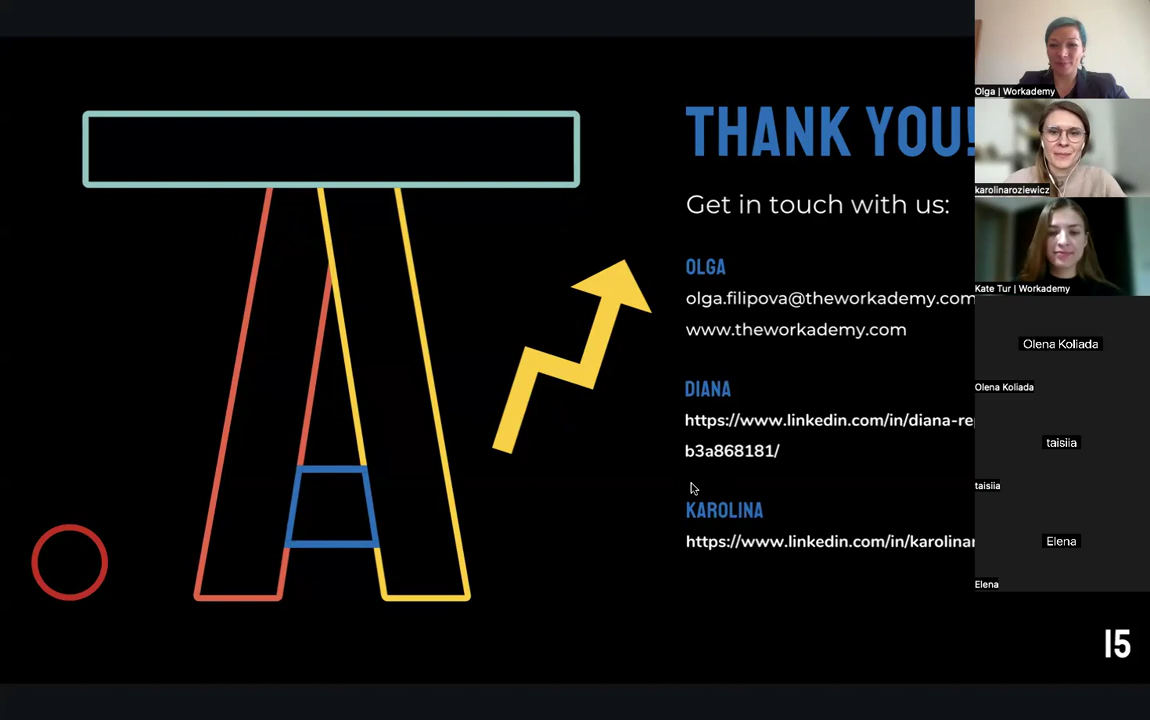 THANK YOU!
Get in touch with us:
OLGA
olga.filipova@theworkademy.com
www.theworkademy.com
DIANA
https://www.linkedin.com/in/diana-rep
b3a868181/
KAROLINA
https://www.linkedin.com/in/karolinar
15
Olga | Workademy
karolinaroziewicz
Kate Tur | Workademy
Olena Koliada
Olena Koliada
taisiia
taisiia
Elena
Elena